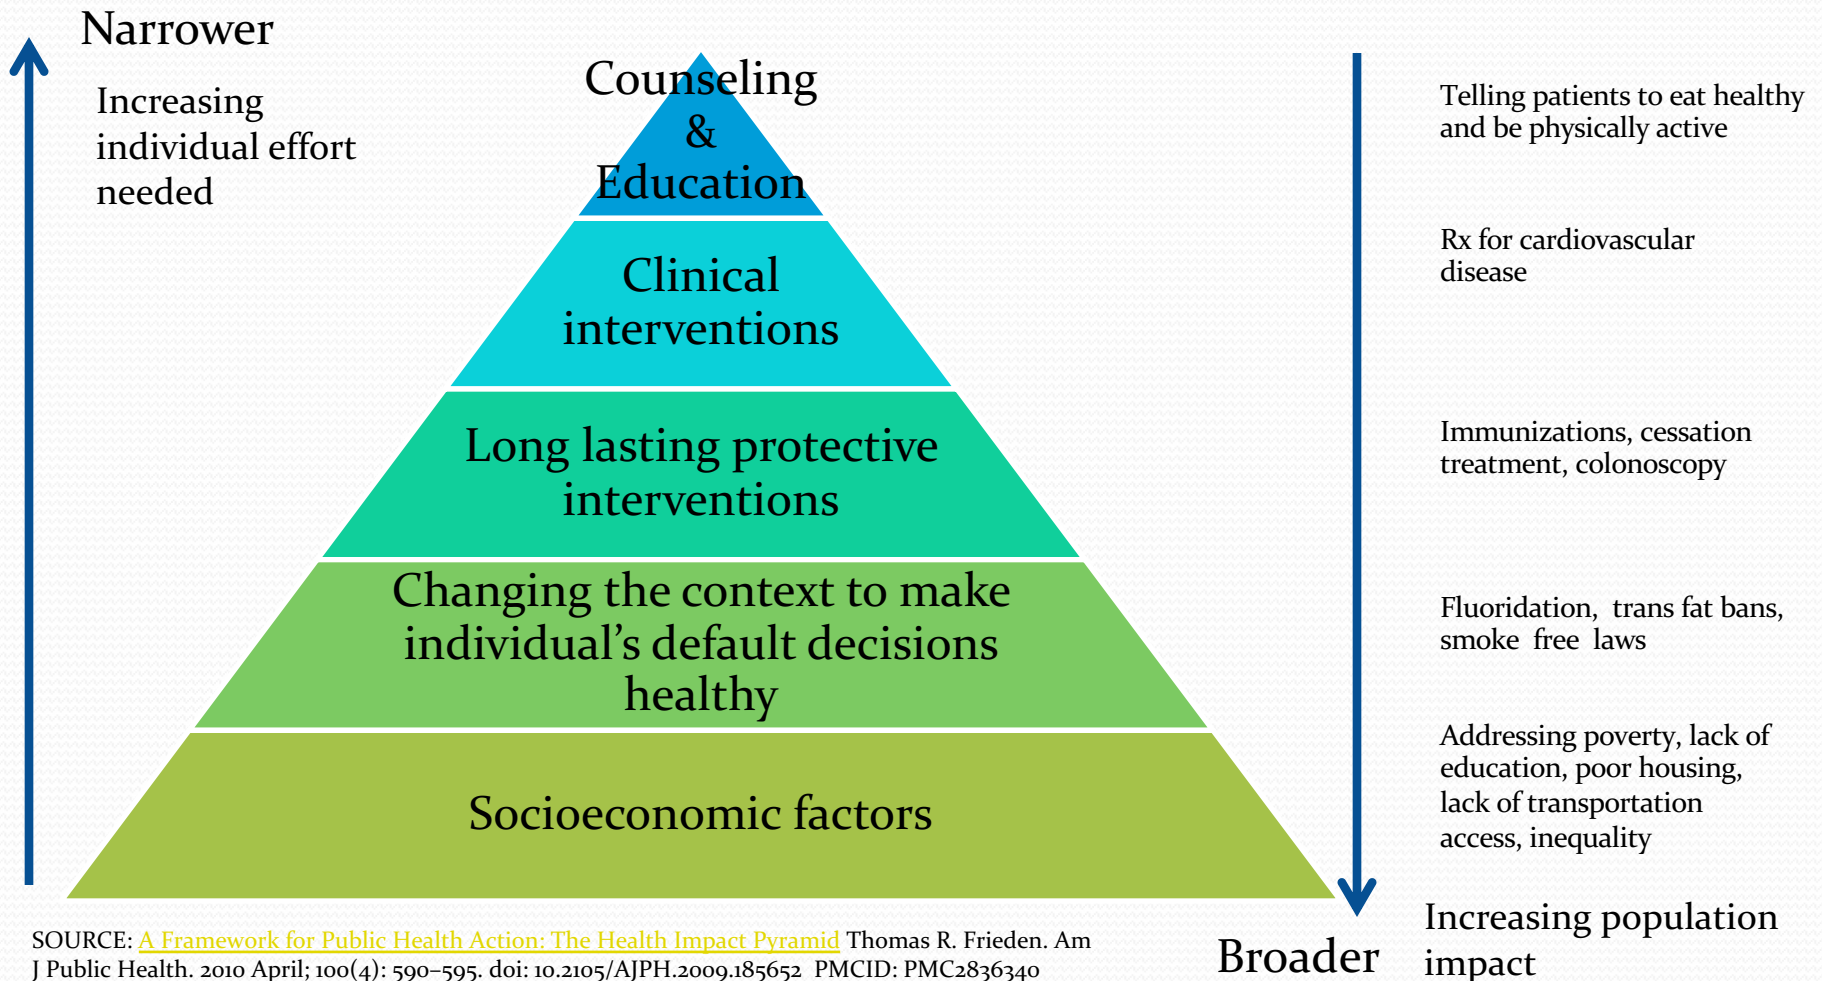 Narrower
Increasing
individual effort
needed
Counseling
&
Education
Clinical
interventions
Long lasting protective
interventions
Changing the context to make
individual’s default decisions
healthy
Socioeconomic factors
Telling patients to eat healthy
and be physically active
Rx for cardiovascular
disease
Immunizations, cessation
treatment, colonoscopy
Fluoridation, trans fat bans,
smoke free laws
Addressing poverty, lack of
education, poor housing,
lack of transportation
access, inequality
Broader
Increasing population
impact
SOURCE: A Framework for Public Health Action: The Health Impact Pyramid Thomas R. Frieden. Am
J Public Health. 2010 April; 100(4): 590–595. doi: 10.2105/AJPH.2009.185652 PMCID: PMC2836340